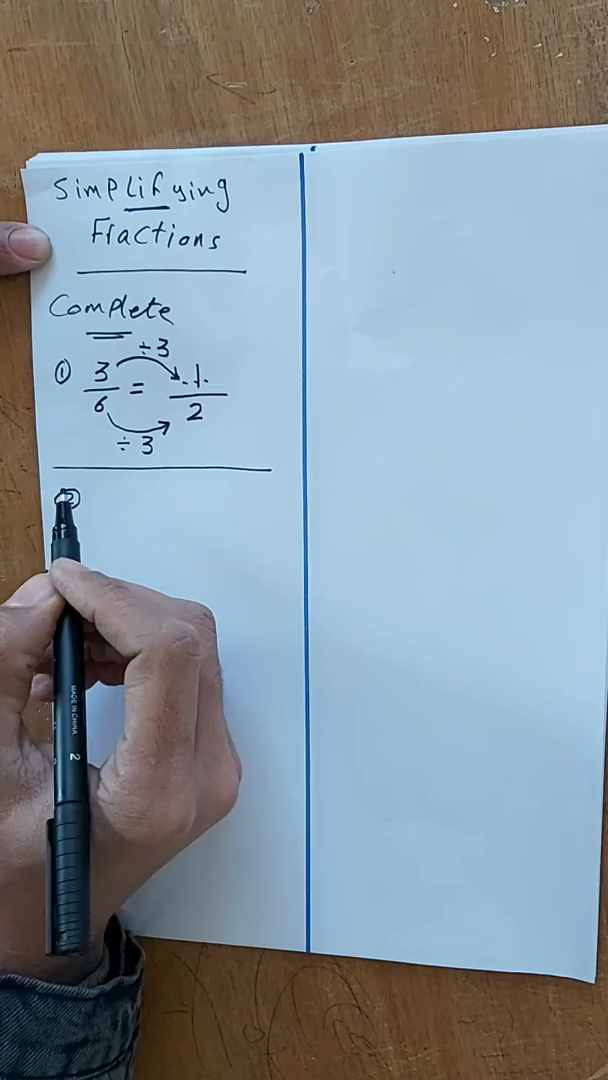 Simplifying
Fractions
Complete
① 3/6 = 1/2
÷3
÷ 3
②
MADE IN CHINA
2